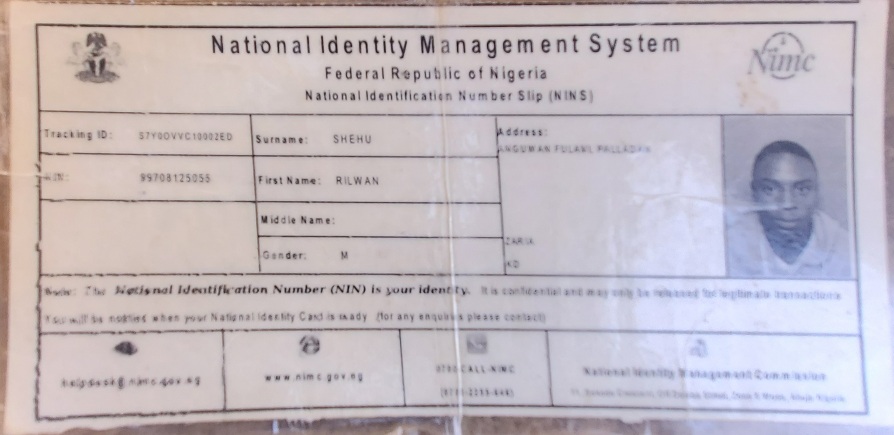 National Identity Management System
Federal Republic of Nigeria
National Identification Number Slip (NINS)
Nimc
Tracking ID: S7Y0DVVC10002ED
Surname: SHEHU
Address:
ANGUWAN FULANI, PALLADAN
NIN: 99708125055
First Name: RILWAN
Middle Name:
Gender: M
ZARIA
KD
Note: The National Identification Number (NIN) is your identity. It is confidential and may only be released for legitimate transactions
You will be notified when your National Identity Card is ready (for any enquiries please contact)
helpdesk@nimc.gov.ng
www.nimc.gov.ng
0700-CALL-NIMC
National Identity Management Commission